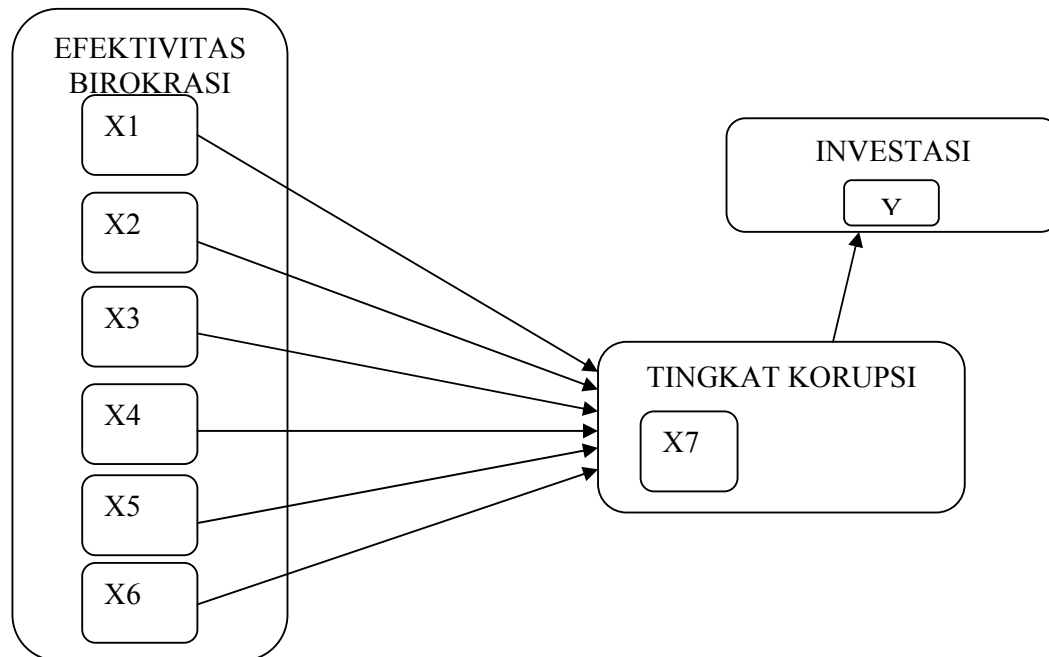 EFEKTIVITAS
BIROKRASI
X1
X2
X3
X4
X5
X6
INVESTASI
Y
TINGKAT KORUPSI
X7